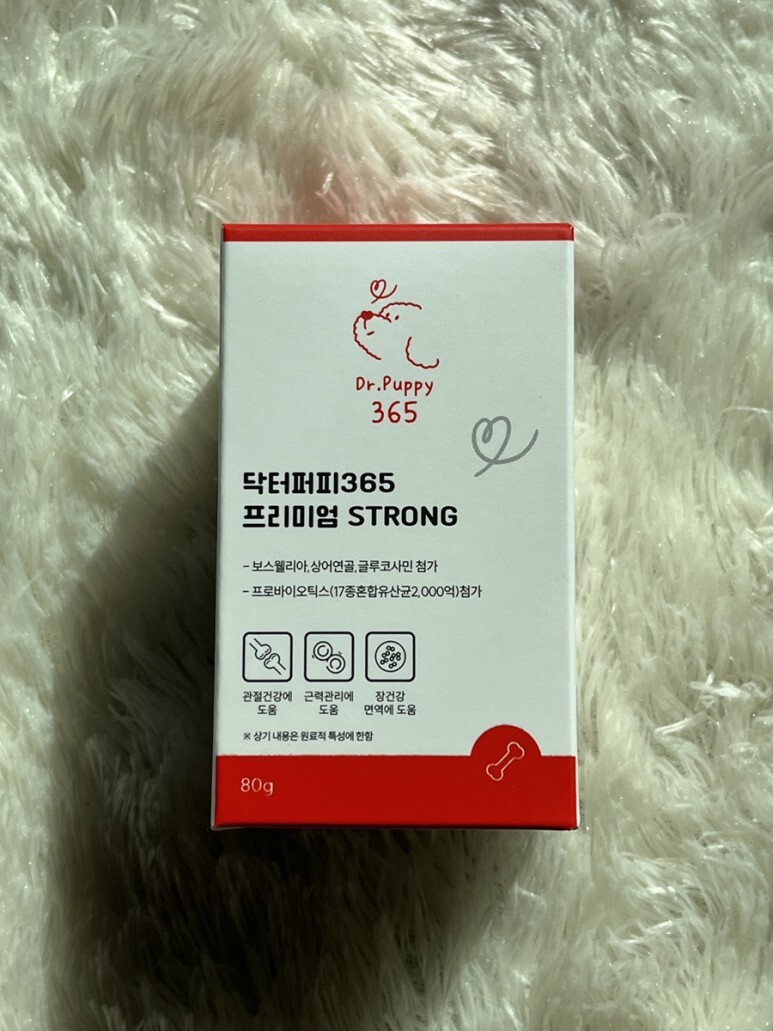 Dr.Puppy
365
닥터퍼피365
프리미엄 STRONG
- 보스웰리아,상어연골,글루코사민 첨가
- 프로바이오틱스(17종혼합유산균2,000억)첨가
관절건강에
도움
근력관리에
도움
장건강
면역에 도움
※ 상기 내용은 원료적 특성에 한함
80g